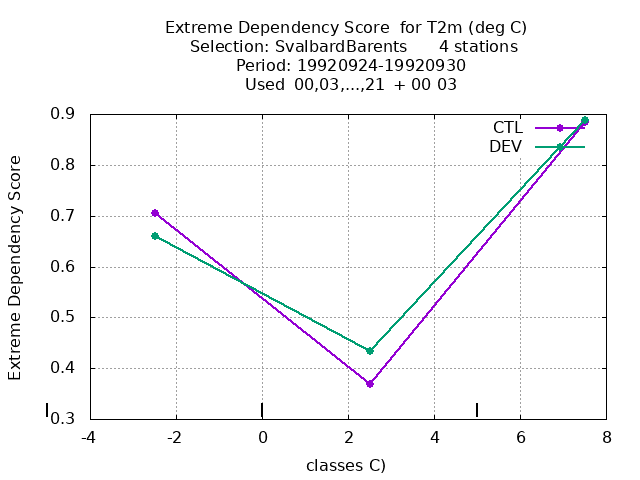 Extreme Dependency Score  for T2m (deg C)
Selection: SvalbardBarents      4 stations
Period: 19920924-19920930
Used  00,03,...,21  + 00 03
Extreme Dependency Score
0.9
0.8
0.7
0.6
0.5
0.4
0.3
CTL
DEV
-4 -2 0 2 4 6 8
classes C)